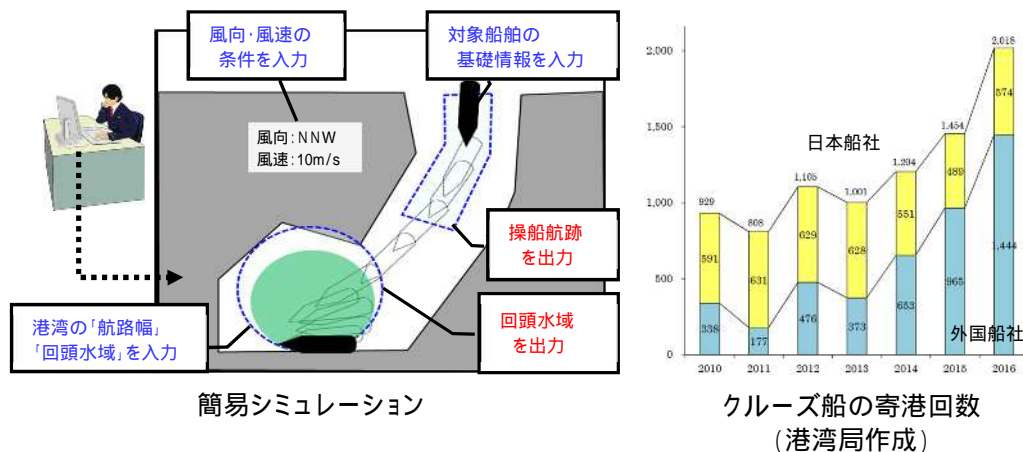 風向・風速の
条件を入力
対象船舶の
基礎情報を入力
風向:NNW
風速:10m/s
操船航跡
を出力
回頭水域
を出力
港湾の「航路幅」
「回頭水域」を入力
簡易シミュレーション
2,000
1,500
1,000
500
0
929
591
338
808
631
177
1,105
629
476
1,001
628
373
1,204
551
653
1,454
489
965
2,018
574
1,444
日本船社
外国船社
2010 2011 2012 2013 2014 2015 2016
クルーズ船の寄港回数
(港湾局作成)